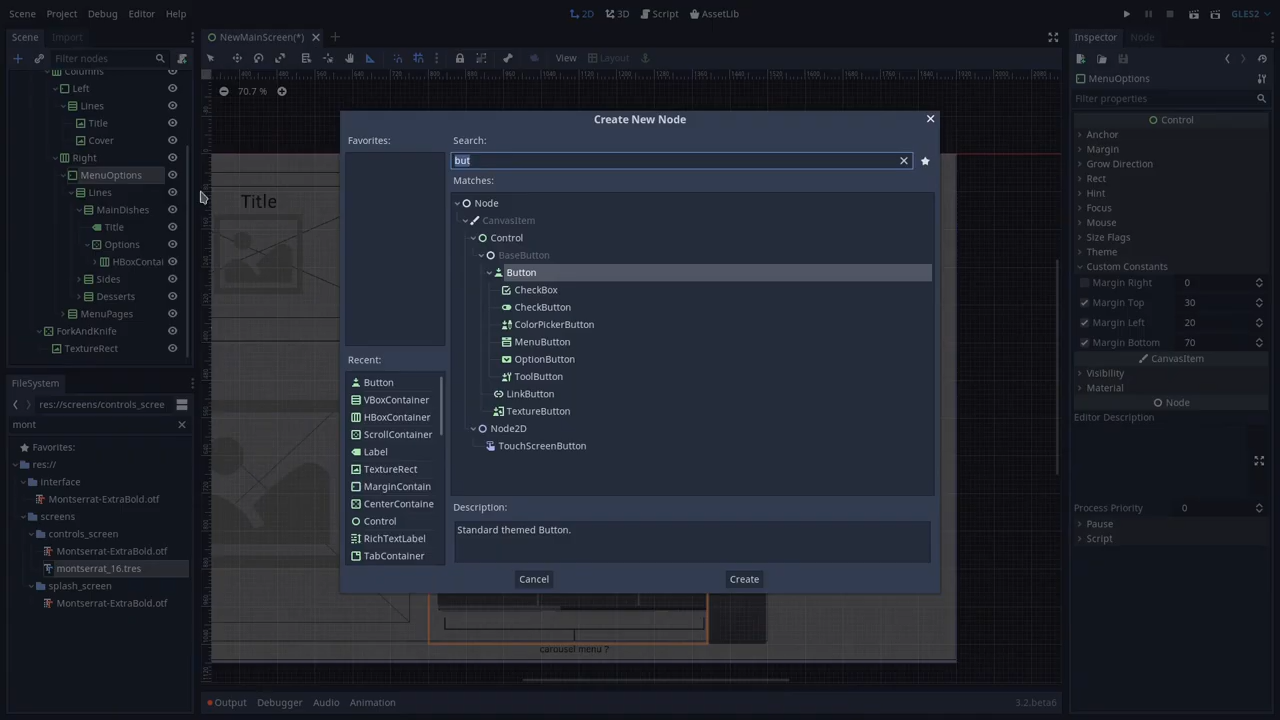 Scene Project Debug Editor Help
2D 3D Script AssetLib
GLES2
Scene Import
NewMainScreen(*)
Inspector Node
Filter nodes
View Layout
MenuOptions
Filter properties
70.7 %
Columns
Left
Lines
Title
Cover
Right
MenuOptions
Lines
MainDishes
Title
Options
HBoxContai
Sides
Desserts
MenuPages
ForkAndKnife
TextureRect
FileSystem
res://screens/controls_scree
mont
Favorites:
res://
interface
Montserrat-ExtraBold.otf
screens
controls_screen
Montserrat-ExtraBold.otf
montserrat_16.tres
splash_screen
Montserrat-ExtraBold.otf
Title
Create New Node
Favorites:
Search:
but
Matches:
Node
CanvasItem
Control
BaseButton
Button
CheckBox
CheckButton
ColorPickerButton
MenuButton
OptionButton
ToolButton
LinkButton
TextureButton
Node2D
TouchScreenButton
Recent:
Button
VBoxContainer
HBoxContainer
ScrollContainer
Label
TextureRect
MarginContain
CenterContaine
Control
RichTextLabel
TabContainer
Description:
Standard themed Button.
Cancel
Create
carousel menu ?
Control
Anchor
Margin
Grow Direction
Rect
Hint
Focus
Mouse
Size Flags
Theme
Custom Constants
Margin Right 0
Margin Top 30
Margin Left 20
Margin Bottom 70
CanvasItem
Visibility
Material
Node
Editor Description
Process Priority 0
Pause
Script
Output Debugger Audio Animation
3.2.beta6